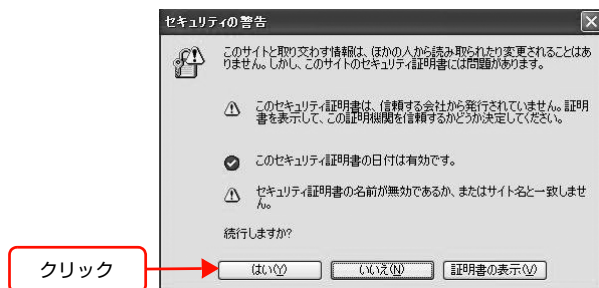 セキュリティの警告
このサイトと取り交わす情報は、ほかの人から読み取られたり変更されることはあ
りません。しかし、このサイトのセキュリティ証明書には問題があります。
このセキュリティ証明書は、信頼する会社から発行されていません。証明
書を表示して、この証明機関を信頼するかどうか決定してください。
このセキュリティ証明書の日付は有効です。
セキュリティ証明書の名前が無効であるか、またはサイト名と一致しませ
ん。
続行しますか?
クリック
はい(Y) いいえ(N) 証明書の表示(V)